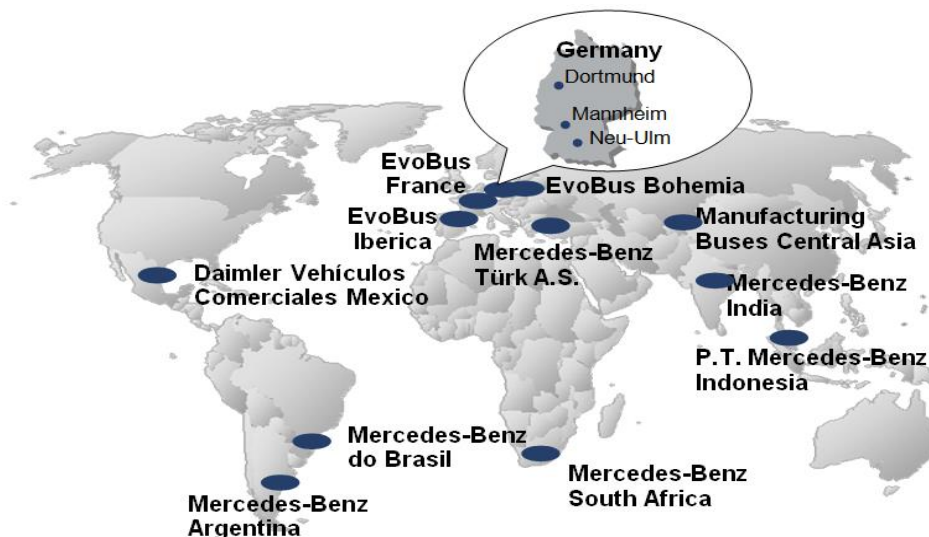 Germany
Dortmund
Mannheim
Neu-Ulm
EvoBus
France
EvoBus Bohemia
EvoBus
Iberica
Manufacturing
Buses Central Asia
Mercedes-Benz
Türk A.S.
Daimler Vehículos
Comerciales Mexico
Mercedes-Benz
India
P.T. Mercedes-Benz
Indonesia
Mercedes-Benz
do Brasil
Mercedes-Benz
South Africa
Mercedes-Benz
Argentina